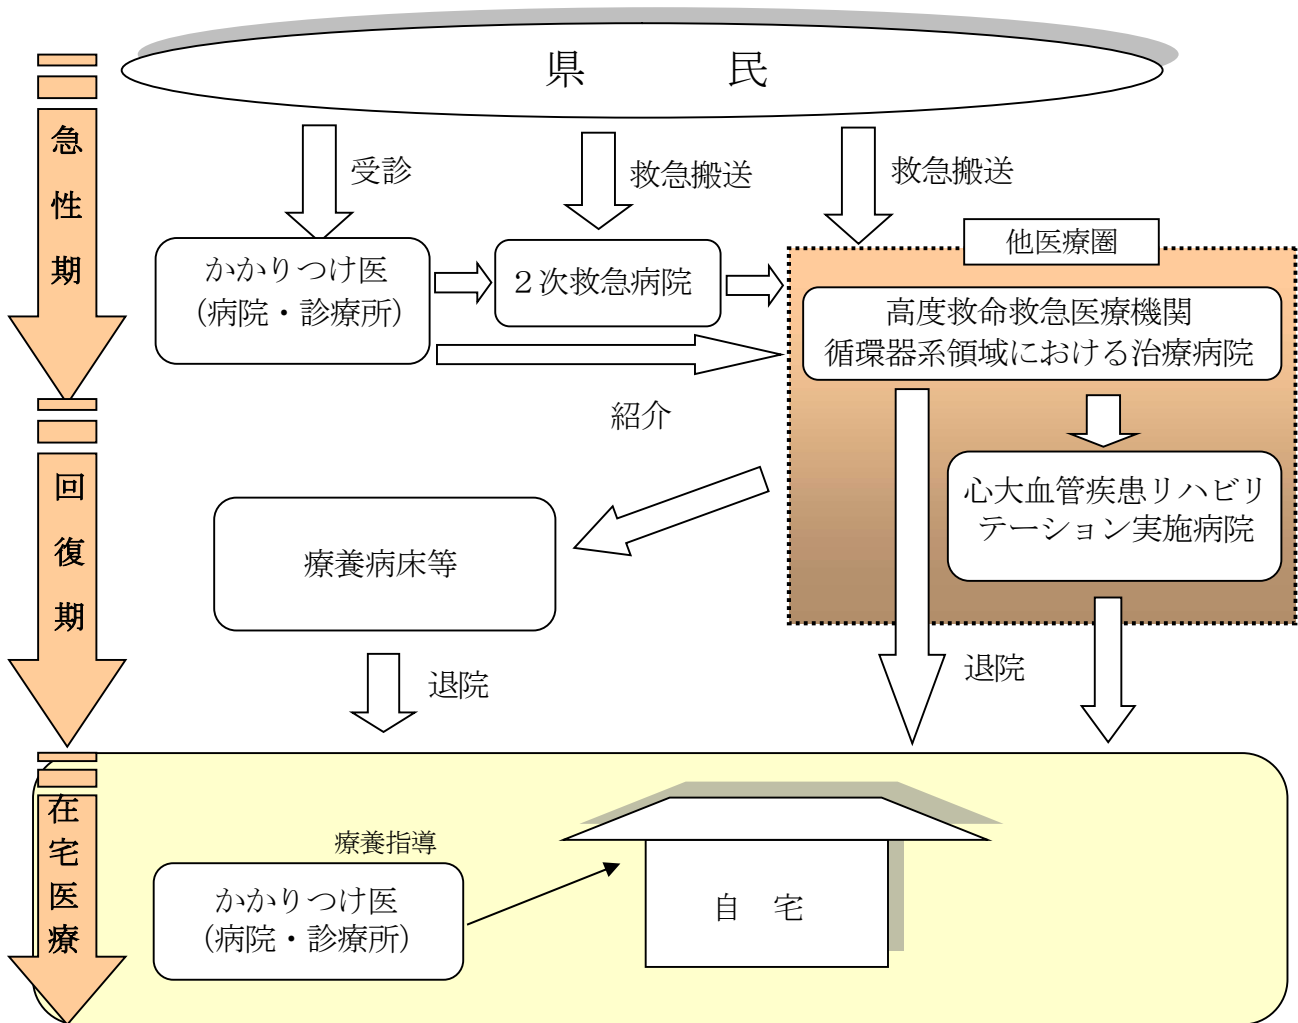 県 民
急性期
受診
救急搬送
救急搬送
他医療圏
かかりつけ医
(病院・診療所)
２次救急病院
高度救命救急医療機関
循環器系領域における治療病院
紹介
回復期
心大血管疾患リハビリ
テーション実施病院
療養病床等
退院
退院
在宅医療
療養指導
かかりつけ医
(病院・診療所)
自 宅